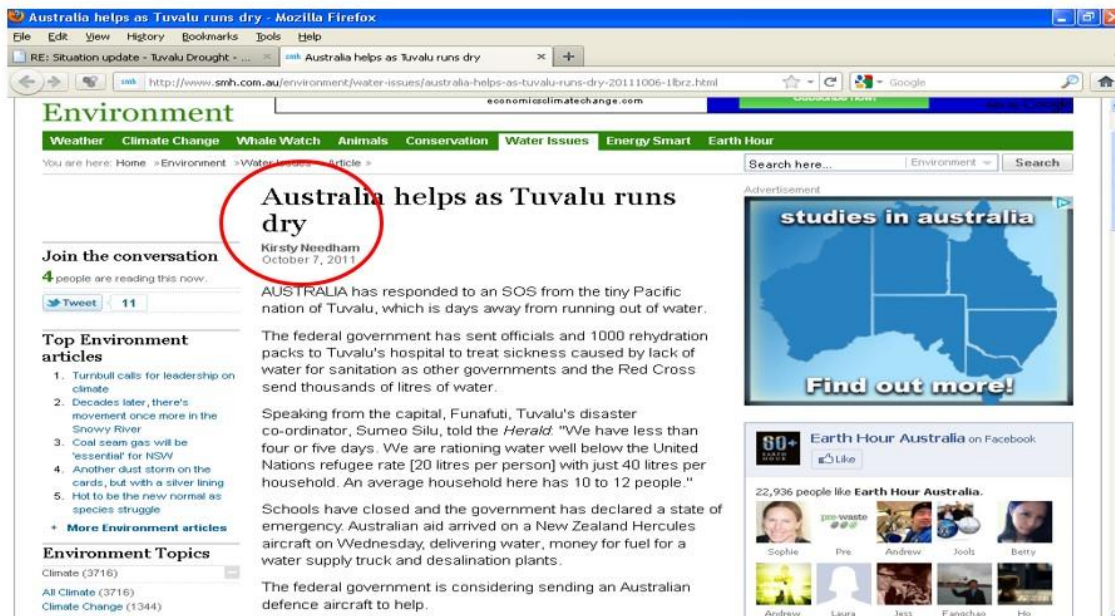 Australia helps as Tuvalu runs dry - Mozilla Firefox
File Edit View History Bookmarks Tools Help
RE: Situation update - Tuvalu Drought - ...
smh Australia helps as Tuvalu runs dry
smh http://www.smh.com.au/environment/water-issues/australia-helps-as-tuvalu-runs-dry-20111006-1lbrz.html
Google
Environment
economicsclimatechange.com
Subscribe now!
Weather Climate Change Whale Watch Animals Conservation Water Issues Energy Smart Earth Hour
You are here: Home » Environment » Water Issues » Article »
Search here... Environment Search
Australia helps as Tuvalu runs
dry
Kirsty Needham
October 7, 2011
Join the conversation
4 people are reading this now.
Tweet 11
Top Environment
articles
1. Turnbull calls for leadership on
climate
2. Decades later, there's
movement once more in the
Snowy River
3. Coal seam gas will be
'essential' for NSW
4. Another dust storm on the
cards, but with a silver lining
5. Hot to be the new normal as
species struggle
+ More Environment articles
Environment Topics
Climate (3716)
All Climate (3716)
Climate Change (1344)
AUSTRALIA has responded to an SOS from the tiny Pacific
nation of Tuvalu, which is days away from running out of water.
The federal government has sent officials and 1000 rehydration
packs to Tuvalu's hospital to treat sickness caused by lack of
water for sanitation as other governments and the Red Cross
send thousands of litres of water.
Speaking from the capital, Funafuti, Tuvalu's disaster
co-ordinator, Sumeo Silu, told the Herald: "We have less than
four or five days. We are rationing water well below the United
Nations refugee rate [20 litres per person] with just 40 litres per
household. An average household here has 10 to 12 people."
Schools have closed and the government has declared a state of
emergency. Australian aid arrived on a New Zealand Hercules
aircraft on Wednesday, delivering water, money for fuel for a
water supply truck and desalination plants.
The federal government is considering sending an Australian
defence aircraft to help.
Advertisement
studies in australia
Find out more!
60+
EARTH
HOUR
Earth Hour Australia on Facebook
Like
22,936 people like Earth Hour Australia.
pre-waste
Sophie Pre Andrew Jools Betty
Andrew Laura Jess Fangchao Ho